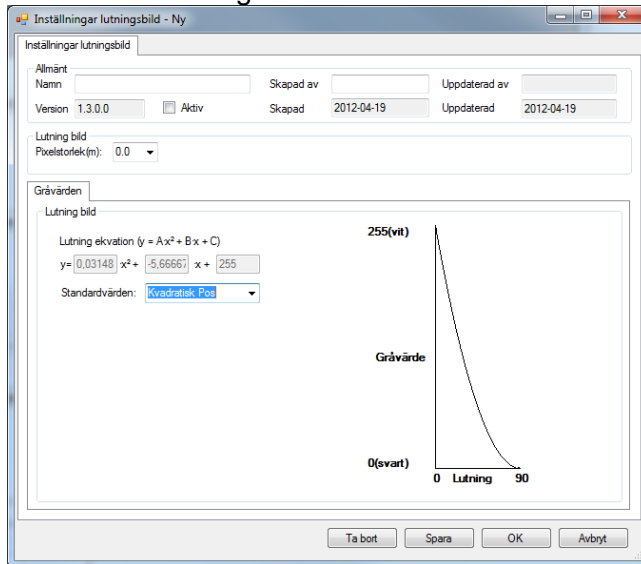 Inställningar lutningsbild - Ny
Inställningar lutningsbild
Allmänt
Namn Skapad av Uppdaterad av
Version 1.3.0.0 Aktiv Skapad 2012-04-19 Uppdaterad 2012-04-19
Lutning bild
Pixelstorlek(m): 0.0
Gråvärden
Lutning bild
Lutning ekvation (y = A·x² + B·x + C)
y= 0,03148 ·x² + -5,66667 ·x + 255
Standardvärden: Kvadratisk Pos
255(vit)
Gråvärde
0(svart)
0 Lutning 90
Ta bort Spara OK Avbryt